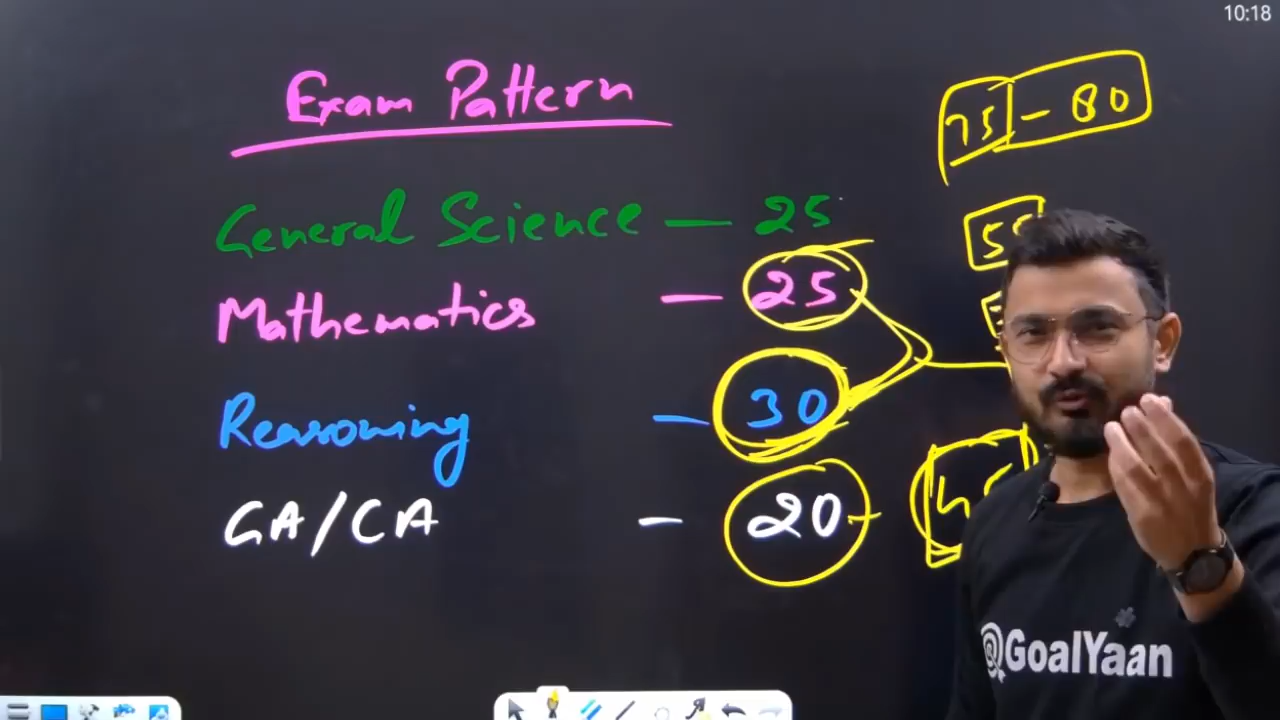 10:18
Exam Pattern
75 - 80
General Science - 25
Mathematics - 25
Reasoning - 30
GA/CA - 20
@GoalYaan